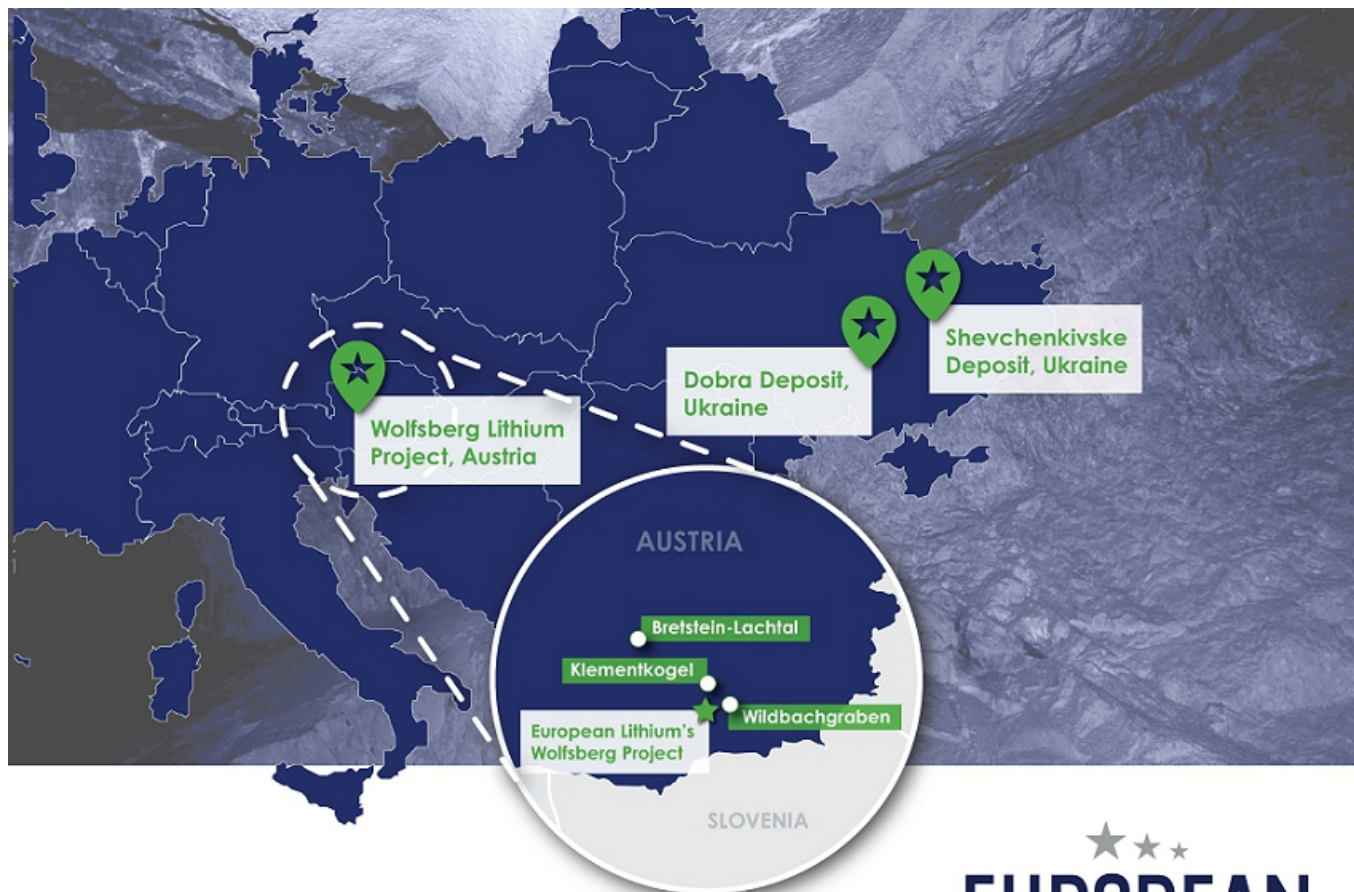 Shevchenkivske
Deposit, Ukraine
Dobra Deposit,
Ukraine
Wolfsberg Lithium
Project, Austria
AUSTRIA
Bretstein-Lachtal
Klementkogel
Wildbachgraben
European Lithium's
Wolfsberg Project
SLOVENIA
EUROPEAN